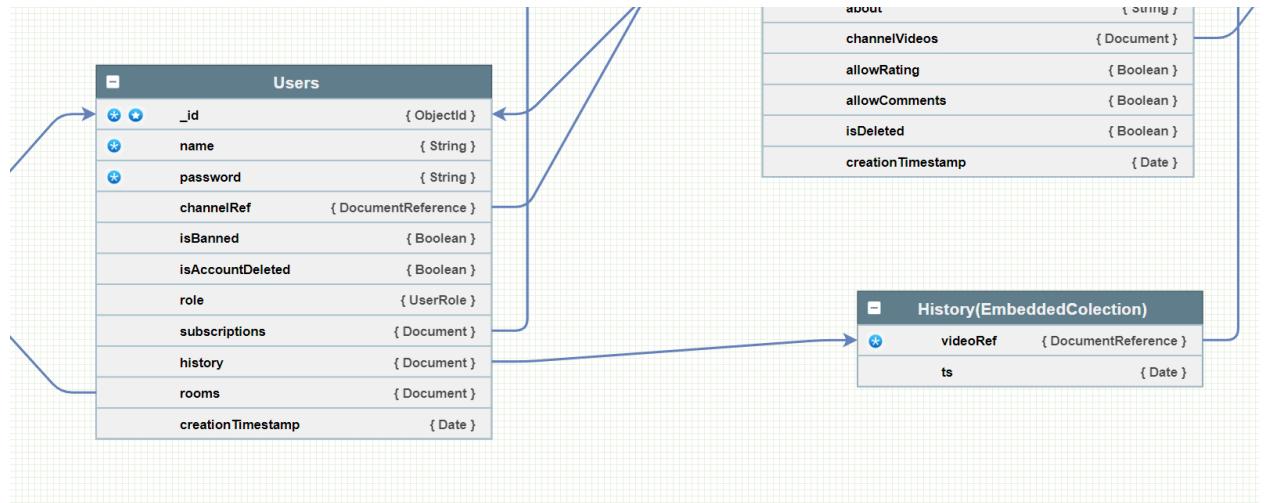 Users
_id { ObjectId }
name { String }
password { String }
channelRef { DocumentReference }
isBanned { Boolean }
isAccountDeleted { Boolean }
role { UserRole }
subscriptions { Document }
history { Document }
rooms { Document }
creationTimestamp { Date }
about { String }
channelVideos { Document }
allowRating { Boolean }
allowComments { Boolean }
isDeleted { Boolean }
creationTimestamp { Date }
History(EmbeddedColection)
videoRef { DocumentReference }
ts { Date }